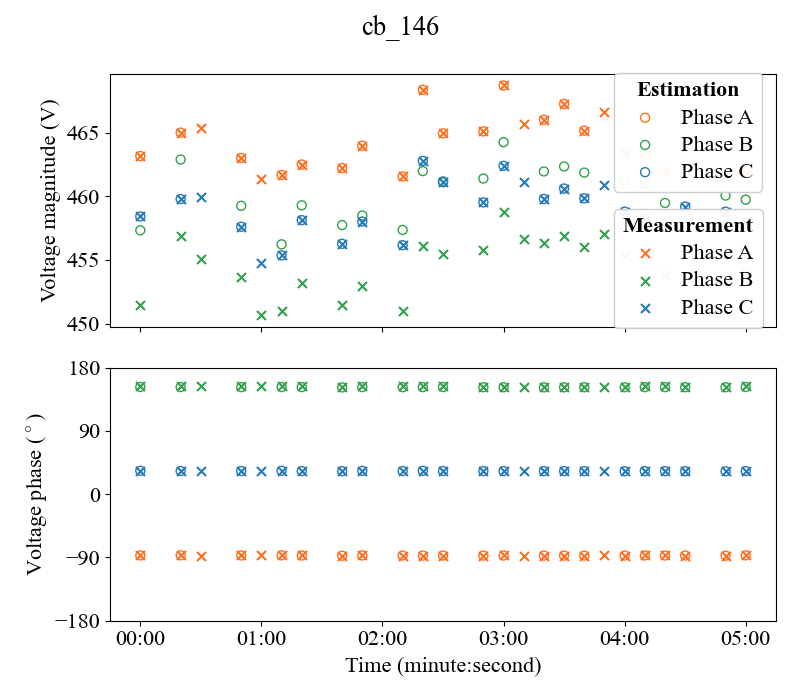 cb_146
Voltage magnitude (V)
465
460
455
450
Estimation
Phase A
Phase B
Phase C
Measurement
Phase A
Phase B
Phase C
Voltage phase (°)
180
90
0
−90
−180
00:00 01:00 02:00 03:00 04:00 05:00
Time (minute:second)